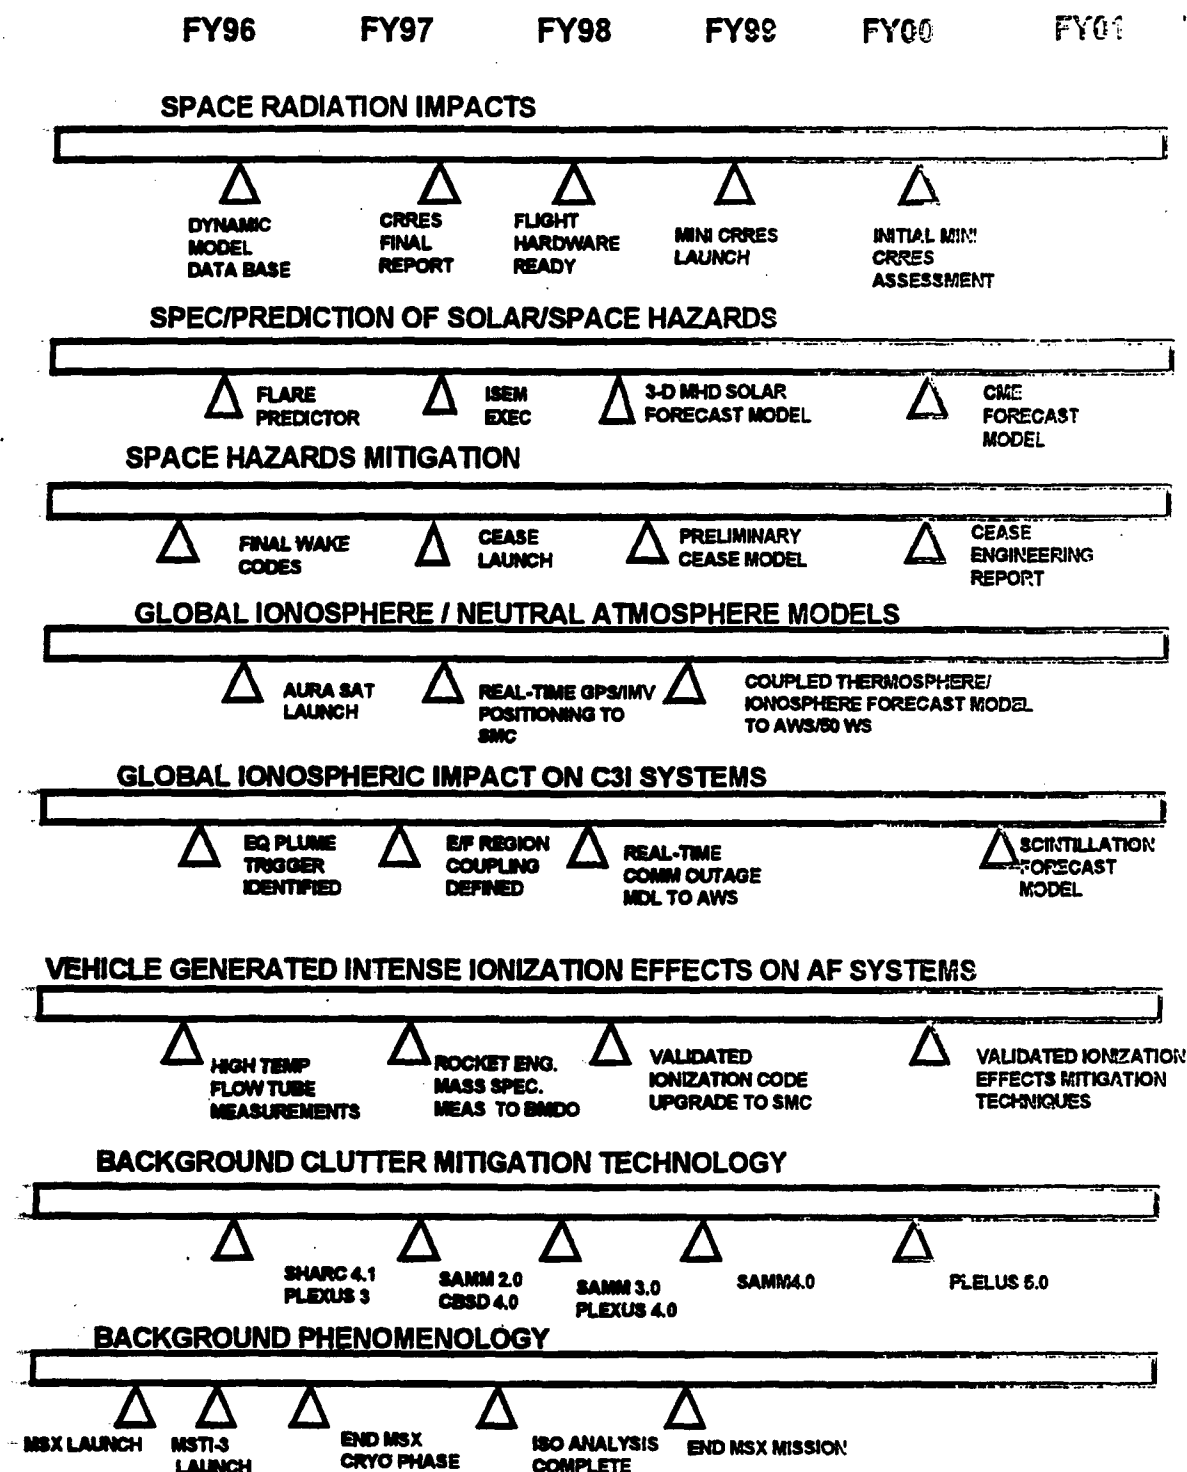 FY96 FY97 FY98 FY99 FY00 FY01
SPACE RADIATION IMPACTS
DYNAMIC
MODEL
DATA BASE
CRRES
FINAL
REPORT
FLIGHT
HARDWARE
READY
MINI CRRES
LAUNCH
INITIAL MINI
CRRES
ASSESSMENT
SPEC/PREDICTION OF SOLAR/SPACE HAZARDS
FLARE
PREDICTOR
ISEM
EXEC
3-D MHD SOLAR
FORECAST MODEL
CME
FORECAST
MODEL
SPACE HAZARDS MITIGATION
FINAL WAKE
CODES
CEASE
LAUNCH
PRELIMINARY
CEASE MODEL
CEASE
ENGINEERING
REPORT
GLOBAL IONOSPHERE / NEUTRAL ATMOSPHERE MODELS
AURA SAT
LAUNCH
REAL-TIME GPS/IMV
POSITIONING TO
SMC
COUPLED THERMOSPHERE/
IONOSPHERE FORECAST MODEL
TO AWS/50 WS
GLOBAL IONOSPHERIC IMPACT ON C3I SYSTEMS
EQ PLUME
TRIGGER
IDENTIFIED
E/F REGION
COUPLING
DEFINED
REAL-TIME
COMM OUTAGE
MDL TO AWS
SCINTILLATION
FORECAST
MODEL
VEHICLE GENERATED INTENSE IONIZATION EFFECTS ON AF SYSTEMS
HIGH TEMP
FLOW TUBE
MEASUREMENTS
ROCKET ENG.
MASS SPEC.
MEAS TO BMDO
VALIDATED
IONIZATION CODE
UPGRADE TO SMC
VALIDATED IONIZATION
EFFECTS MITIGATION
TECHNIQUES
BACKGROUND CLUTTER MITIGATION TECHNOLOGY
SHARC 4.1
PLEXUS 3
SAMM 2.0
CBSD 4.0
SAMM 3.0
PLEXUS 4.0
SAMM4.0
PLELUS 5.0
BACKGROUND PHENOMENOLOGY
MSX LAUNCH
MSTI-3
LAUNCH
END MSX
CRYO PHASE
ISO ANALYSIS
COMPLETE
END MSX MISSION